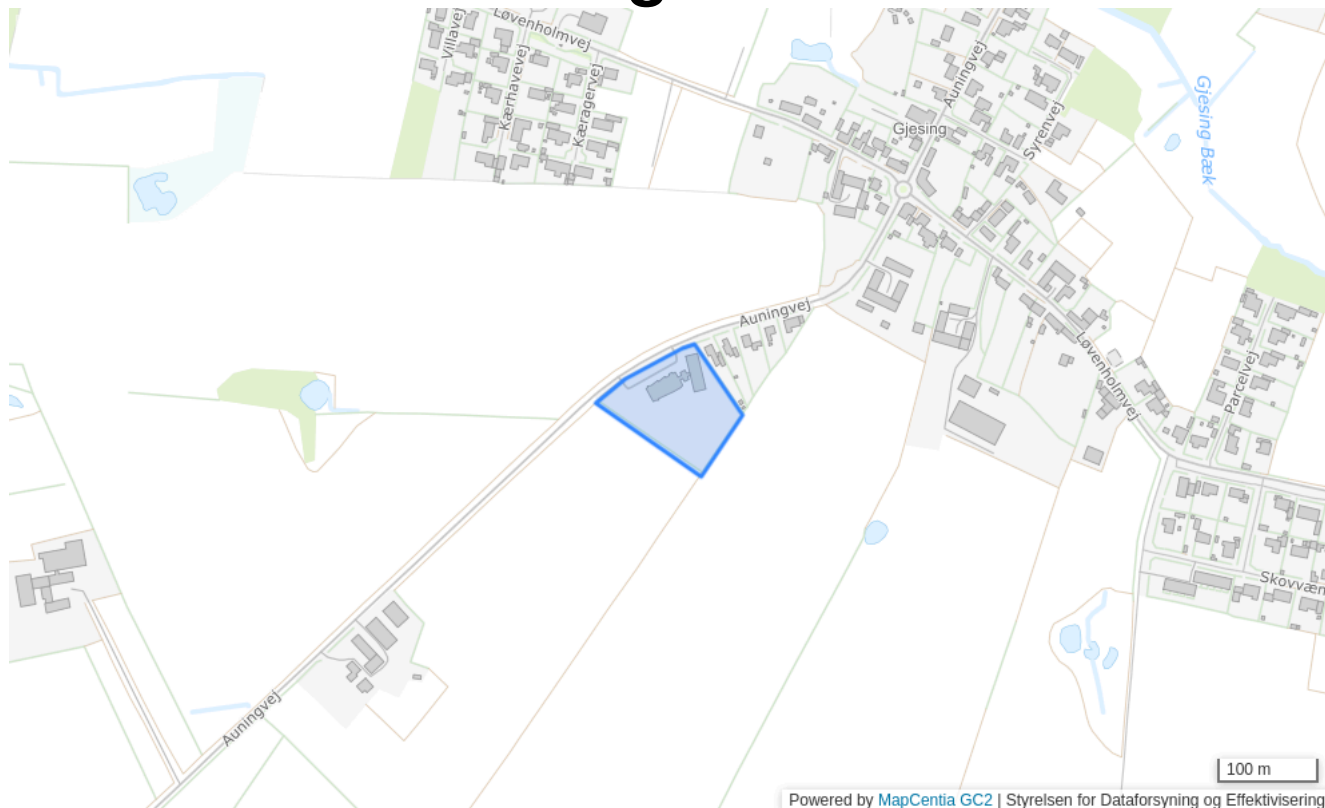 Løvenholmvej
Villavej
Kærhavevej
Kæragervej
Auningvej
Gjesing
Syrenvej
Gjesing Bæk
Auningvej
Løvenholmvej
Parcelvej
Skovvæn
Auningvej
100 m
Powered by MapCentia GC2 | Styrelsen for Dataforsyning og Effektivisering